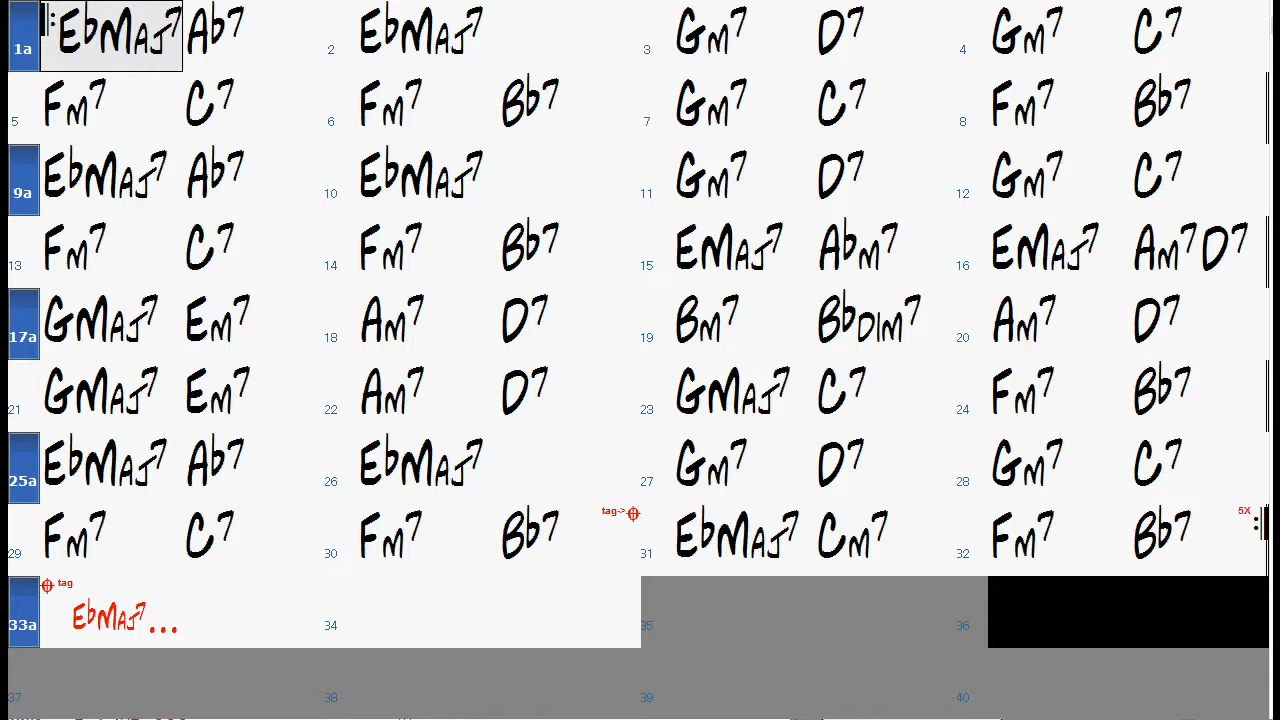 1a EbMAJ7 Ab7 2 EbMAJ7 3 Gm7 D7 4 Gm7 C7
5 Fm7 C7 6 Fm7 Bb7 7 Gm7 C7 8 Fm7 Bb7
9a EbMAJ7 Ab7 10 EbMAJ7 11 Gm7 D7 12 Gm7 C7
13 Fm7 C7 14 Fm7 Bb7 15 EMAJ7 Abm7 16 EMAJ7 Am7 D7
17a GMAJ7 Em7 18 Am7 D7 19 Bm7 BbDIM7 20 Am7 D7
21 GMAJ7 Em7 22 Am7 D7 23 GMAJ7 C7 24 Fm7 Bb7
25a EbMAJ7 Ab7 26 EbMAJ7 27 Gm7 D7 28 Gm7 C7
tag-> 5X
29 Fm7 C7 30 Fm7 Bb7 31 EbMAJ7 Cm7 32 Fm7 Bb7
tag
33a EbMAJ7... 34 35 36
37 38 39 40